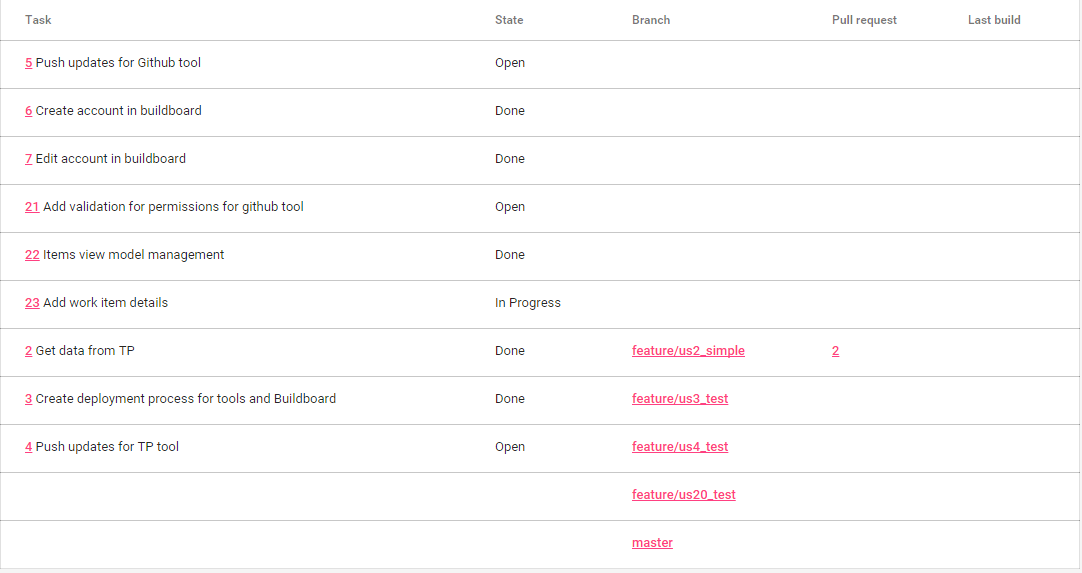 Task State Branch Pull request Last build
5 Push updates for Github tool Open
6 Create account in buildboard Done
7 Edit account in buildboard Done
21 Add validation for permissions for github tool Open
22 Items view model management Done
23 Add work item details In Progress
2 Get data from TP Done feature/us2_simple 2
3 Create deployment process for tools and Buildboard Done feature/us3_test
4 Push updates for TP tool Open feature/us4_test
feature/us20_test
master